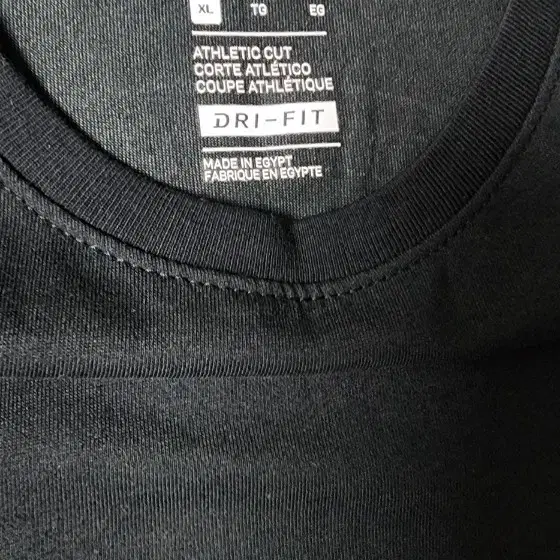 XL TG EG
ATHLETIC CUT
CORTE ATLÉTICO
COUPE ATHLÉTIQUE
DRI-FIT
MADE IN EGYPT
FABRIQUE EN EGYPTE